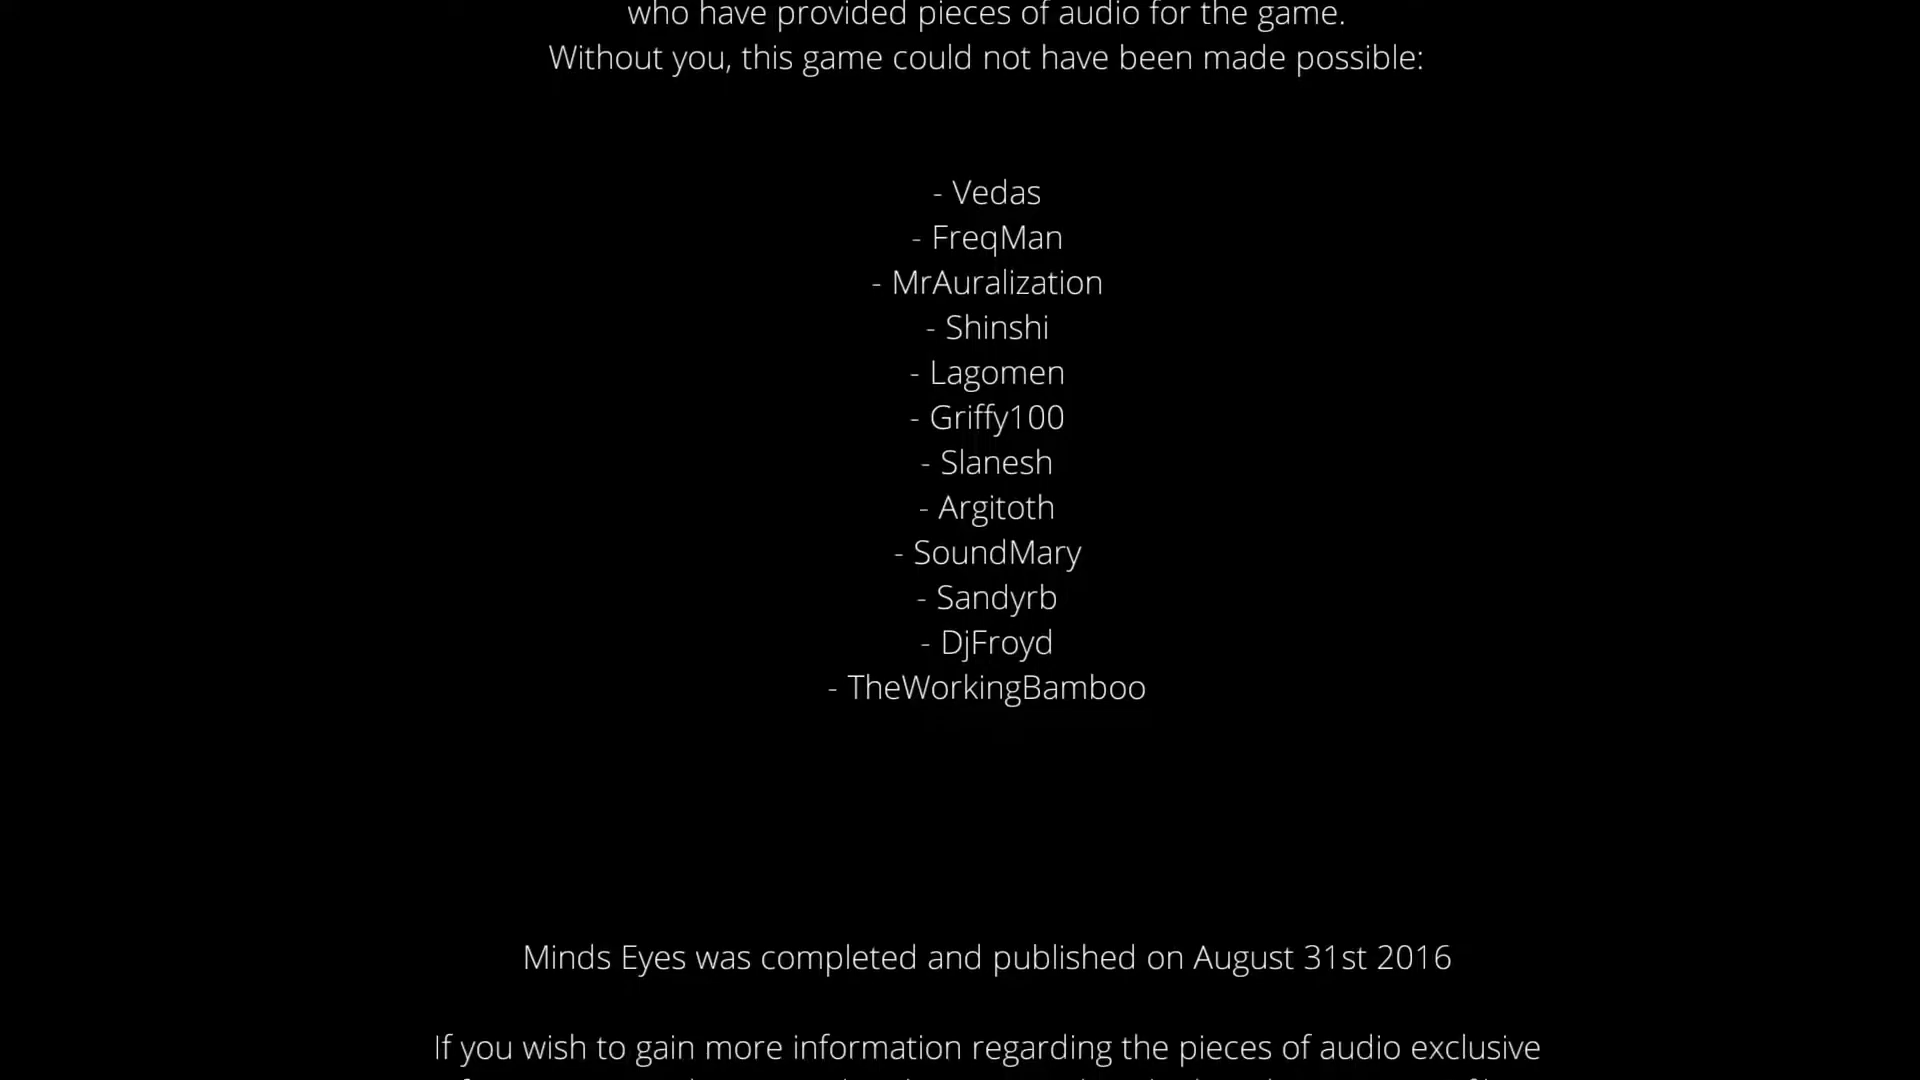 who have provided pieces of audio for the game.
Without you, this game could not have been made possible:
- Vedas
- FreqMan
- MrAuralization
- Shinshi
- Lagomen
- Griffy100
- Slanesh
- Argitoth
- SoundMary
- Sandyrb
- DjFroyd
- TheWorkingBamboo
Minds Eyes was completed and published on August 31st 2016
If you wish to gain more information regarding the pieces of audio exclusive